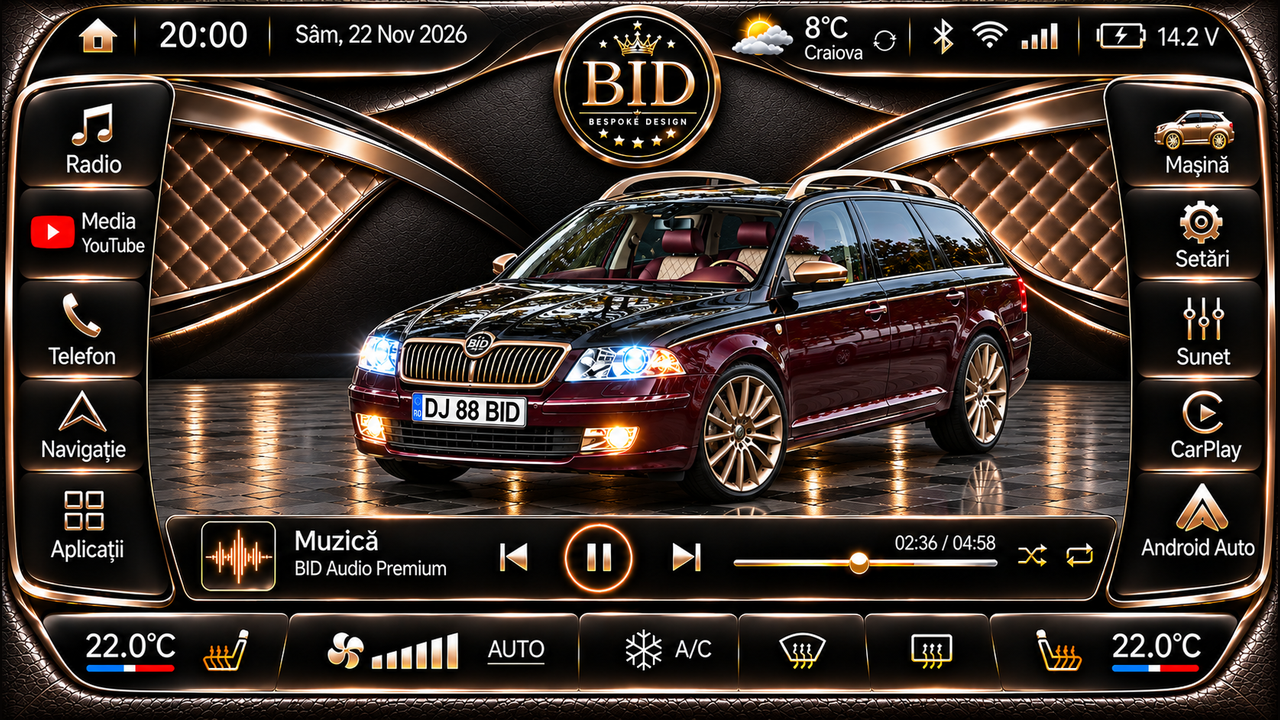 20:00
Sâm, 22 Nov 2026
BID
BESPOKE DESIGN
8°C
Craiova
14.2 V
Radio
Media
YouTube
Telefon
Navigație
Aplicații
Mașină
Setări
Sunet
CarPlay
Android Auto
BID
RO
DJ 88 BID
Muzică
BID Audio Premium
02:36 / 04:58
22.0°C
AUTO
A/C
22.0°C